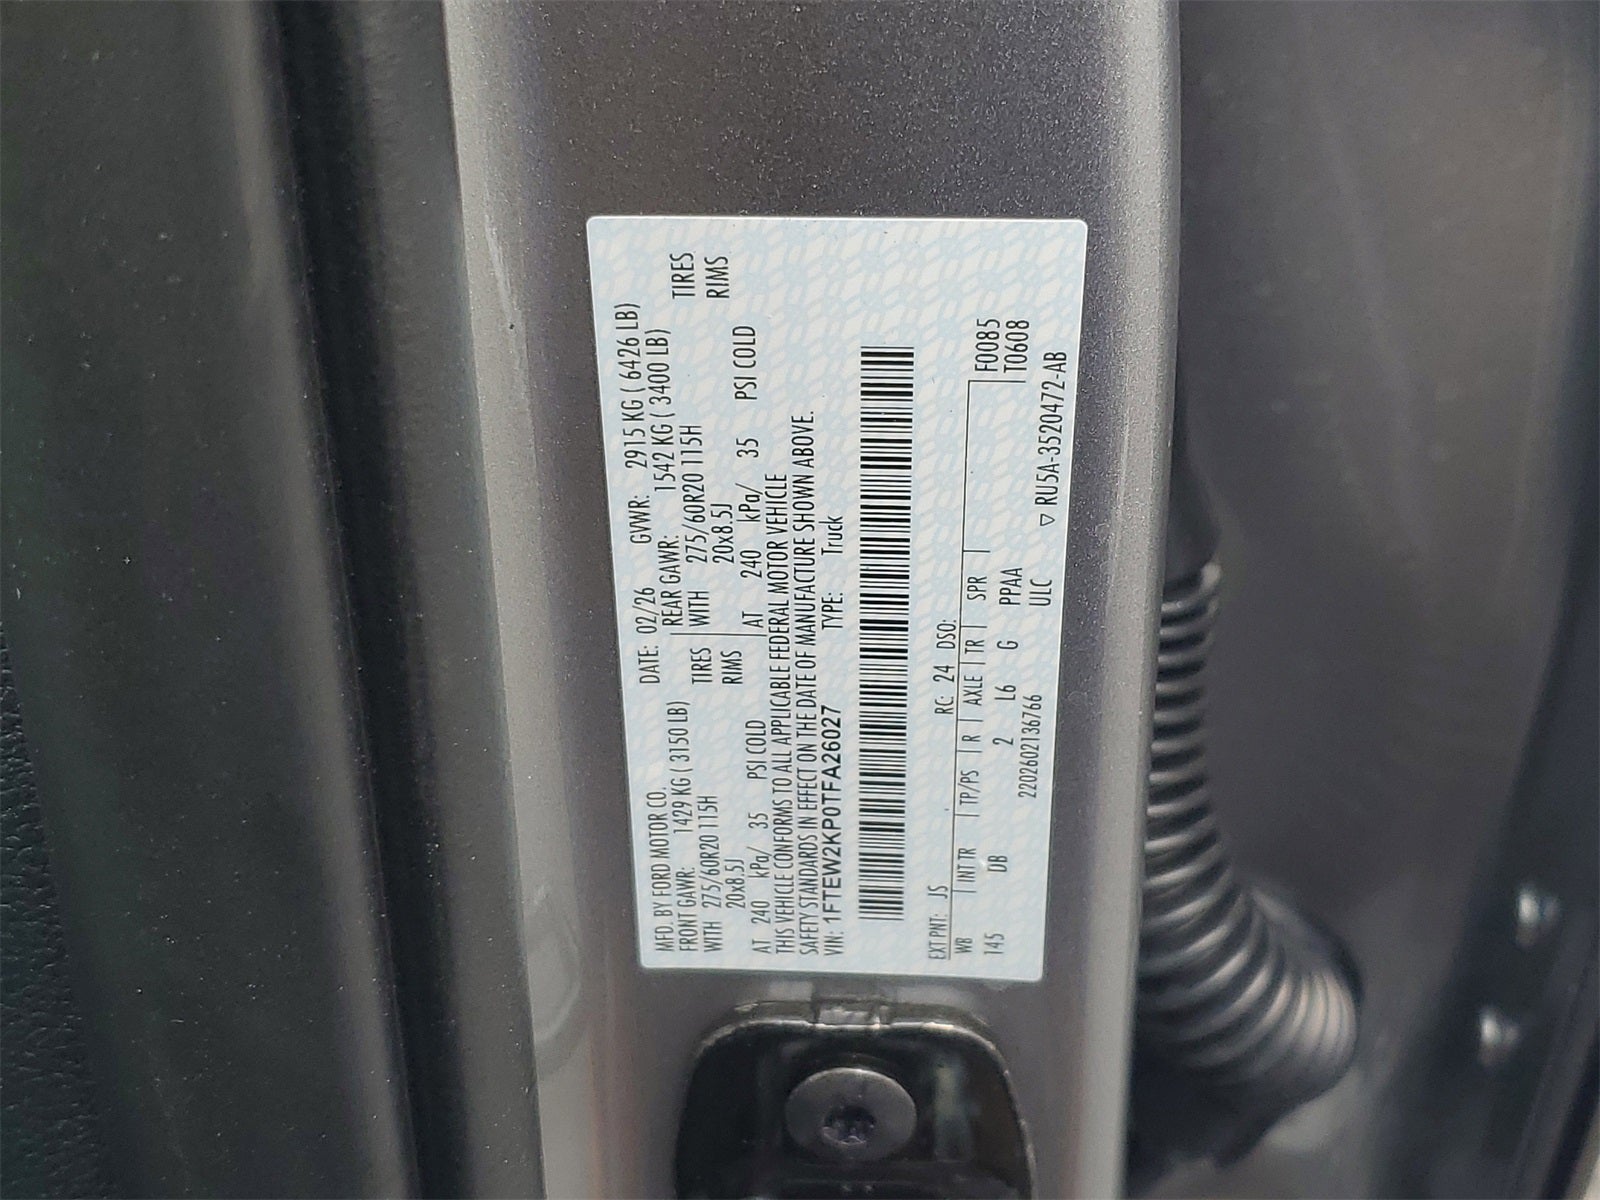 MFD. BY FORD MOTOR CO.
DATE: 02/26 GVWR: 2915 KG ( 6426 LB)
FRONT GAWR: 1429 KG ( 3150 LB) REAR GAWR: 1542 KG ( 3400 LB)
WITH 275/60R20 115H TIRES WITH 275/60R20 115H TIRES
20x8.5J RIMS 20x8.5J RIMS
AT 240 kPa/ 35 PSI COLD AT 240 kPa/ 35 PSI COLD
THIS VEHICLE CONFORMS TO ALL APPLICABLE FEDERAL MOTOR VEHICLE
SAFETY STANDARDS IN EFFECT ON THE DATE OF MANUFACTURE SHOWN ABOVE.
VIN: 1FTEW2KP0TFA26027 TYPE: Truck
EXT PNT: JS RC: 24 DSO:
WB INT TR TP/PS R AXLE TR SPR F0085
145 DB 2 L6 G PPAA T0608
2202602136766 ULC
RU5A-3520472-AB